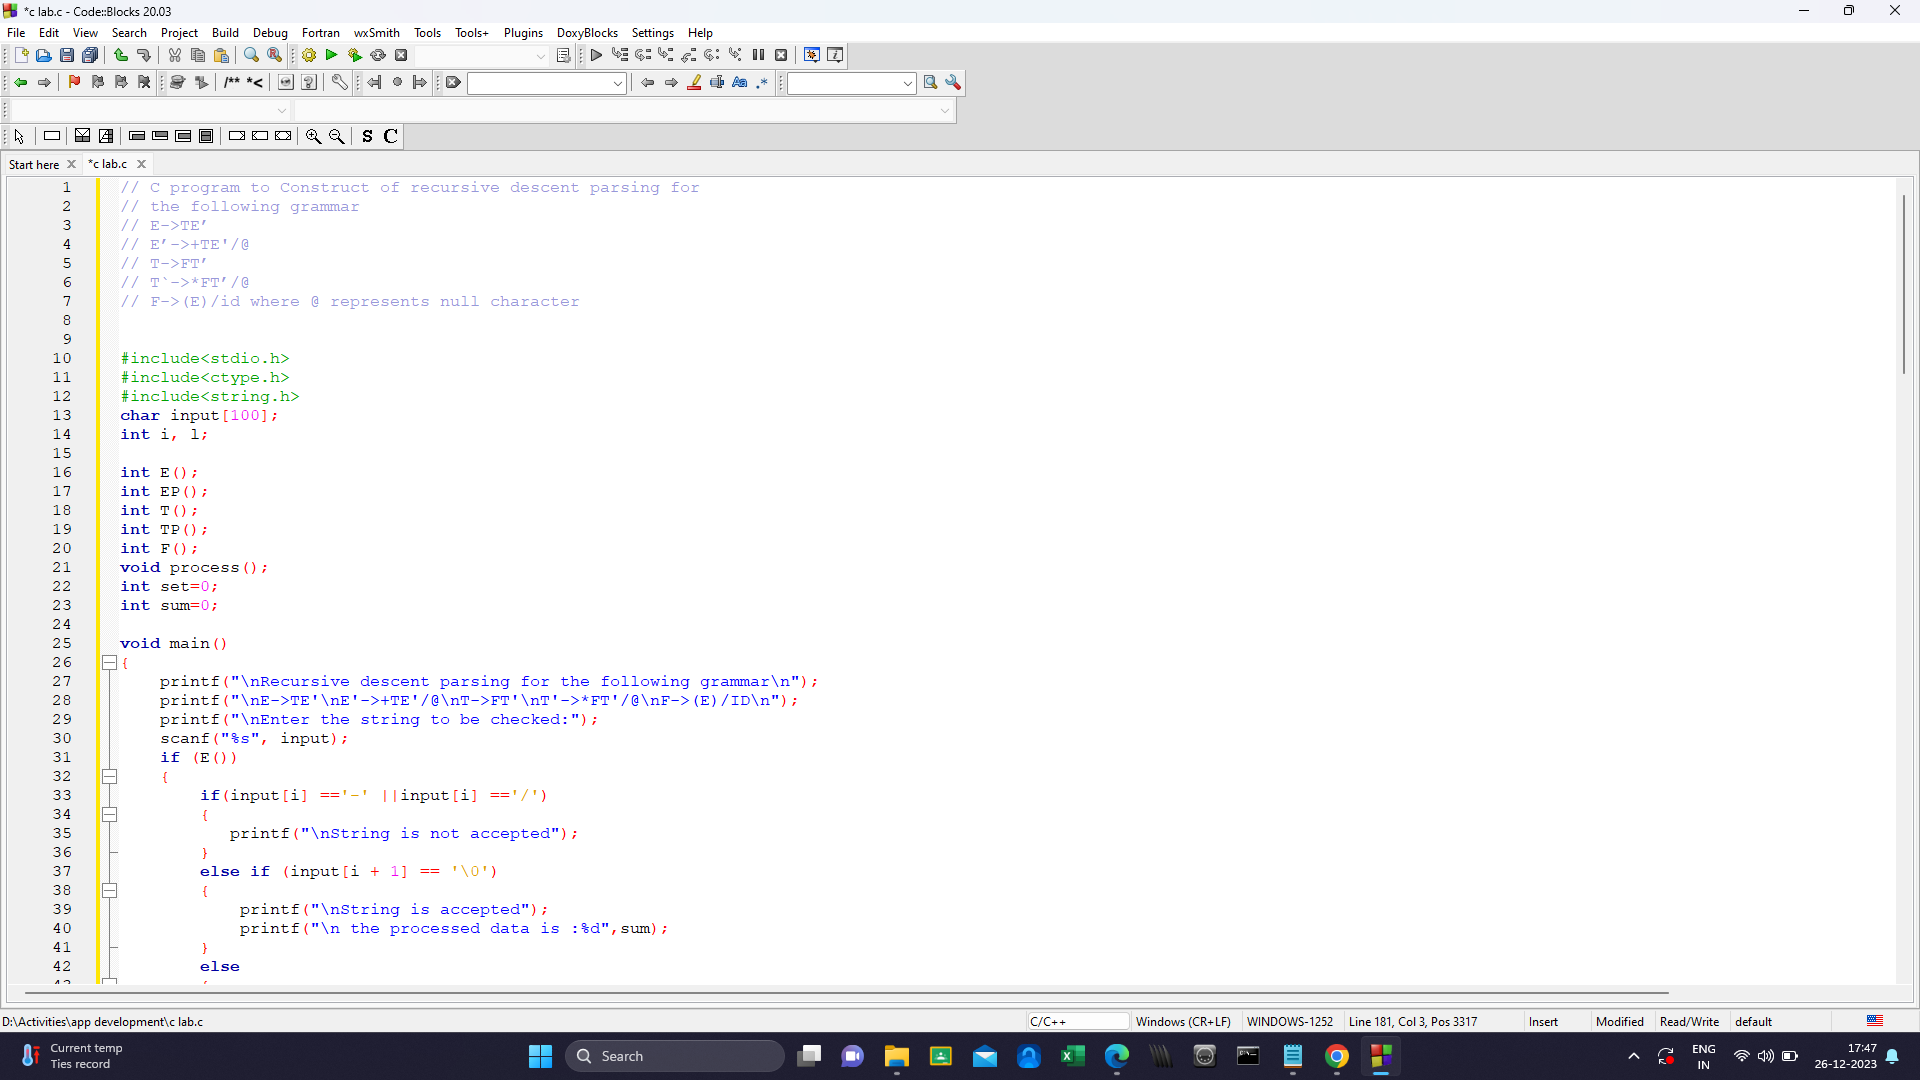 *c lab.c - Code::Blocks 20.03
File Edit View Search Project Build Debug Fortran wxSmith Tools Tools+ Plugins DoxyBlocks Settings Help
/** *<
Aa .*
S C
Start here *c lab.c
1 // C program to Construct of recursive descent parsing for
2 // the following grammar
3 // E->TE’
4 // E’->+TE'/@
5 // T->FT’
6 // T`->*FT’/@
7 // F->(E)/id where @ represents null character
8
9
10 #include<stdio.h>
11 #include<ctype.h>
12 #include<string.h>
13 char input[100];
14 int i, l;
15
16 int E();
17 int EP();
18 int T();
19 int TP();
20 int F();
21 void process();
22 int set=0;
23 int sum=0;
24
25 void main()
26 {
27 printf("\nRecursive descent parsing for the following grammar\n");
28 printf("\nE->TE'\nE'->+TE'/@\nT->FT'\nT'->*FT'/@\nF->(E)/ID\n");
29 printf("\nEnter the string to be checked:");
30 scanf("%s", input);
31 if (E())
32 {
33 if(input[i] =='-' ||input[i] =='/')
34 {
35 printf("\nString is not accepted");
36 }
37 else if (input[i + 1] == '\0')
38 {
39 printf("\nString is accepted");
40 printf("\n the processed data is :%d",sum);
41 }
42 else
D:\Activities\app development\c lab.c C/C++ Windows (CR+LF) WINDOWS-1252 Line 181, Col 3, Pos 3317 Insert Modified Read/Write default
Current temp
Ties record
Search
ENG
IN
17:47
26-12-2023